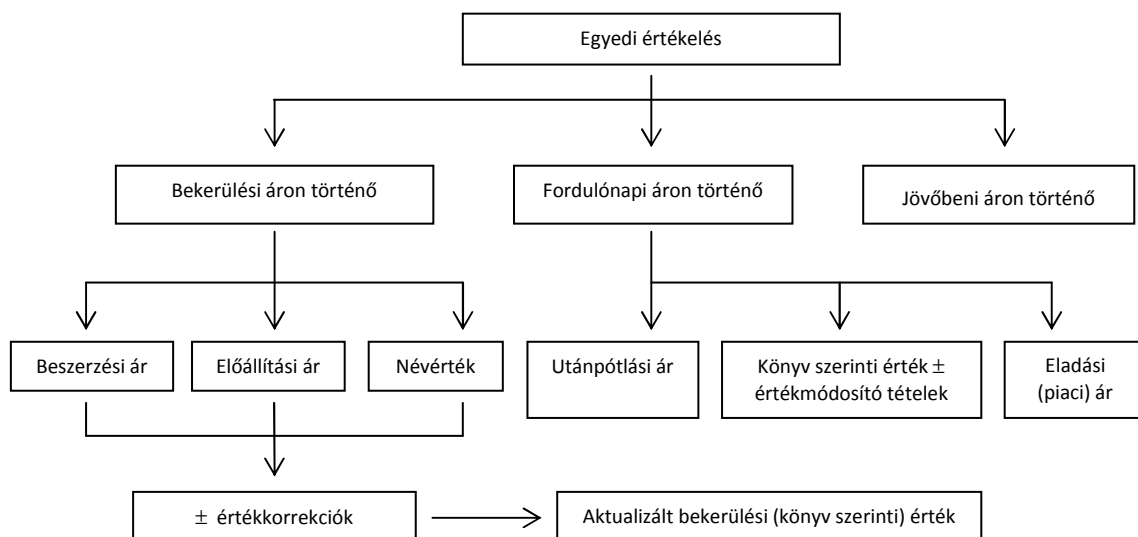 Egyedi értékelés
Bekerülési áron történő
Fordulónapi áron történő
Jövőbeni áron történő
Beszerzési ár
Előállítási ár
Névérték
Utánpótlási ár
Könyv szerinti érték ±
értékmódosító tételek
Eladási
(piaci) ár
± értékkorrekciók
Aktualizált bekerülési (könyv szerinti) érték